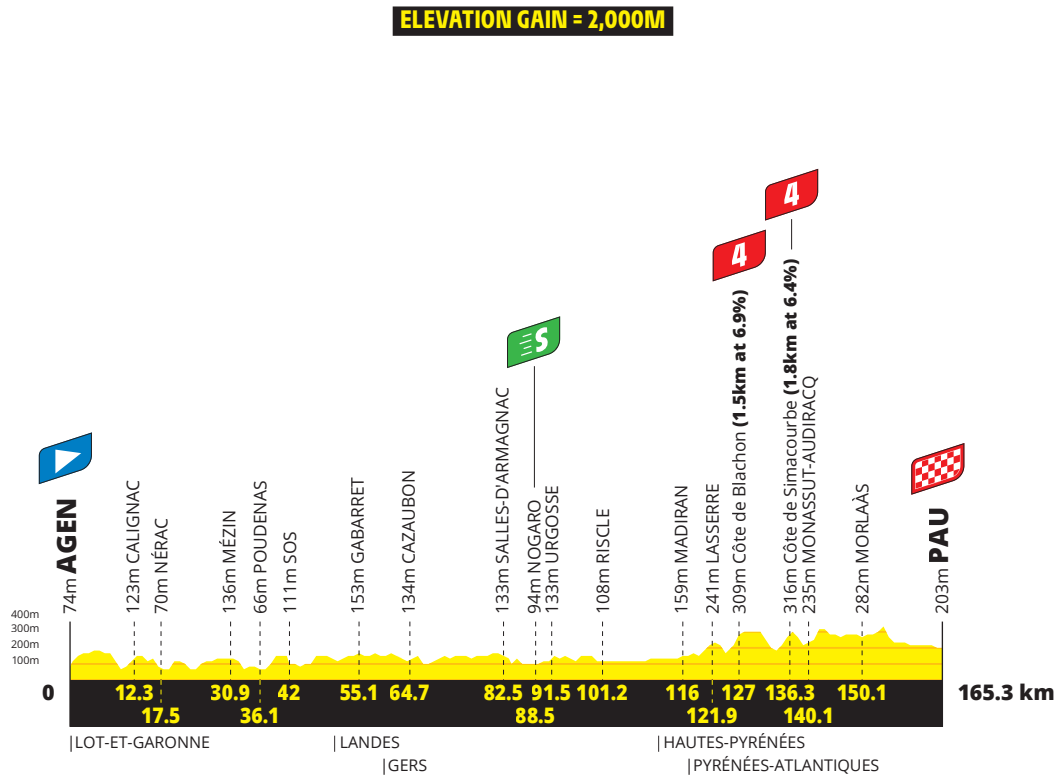 ELEVATION GAIN = 2,000M
4
4
S
74m AGEN
123m CALIGNAC
70m NÉRAC
136m MÉZIN
66m POUDENAS
111m SOS
153m GABARRET
134m CAZAUBON
133m SALLES-D'ARMAGNAC
94m NOGARO
133m URGOSSE
108m RISCLE
159m MADIRAN
241m LASSERRE
309m Côte de Blachon (1.5km at 6.9%)
316m Côte de Simacourbe (1.8km at 6.4%)
235m MONASSUT-AUDIRACQ
282m MORLAÀS
203m PAU
400m
300m
200m
100m
0 12.3 30.9 42 55.1 64.7 82.5 91.5 101.2 116 127 136.3 150.1 165.3 km
17.5 36.1 88.5 121.9 140.1
|LOT-ET-GARONNE |LANDES |HAUTES-PYRÉNÉES
|GERS |PYRÉNÉES-ATLANTIQUES